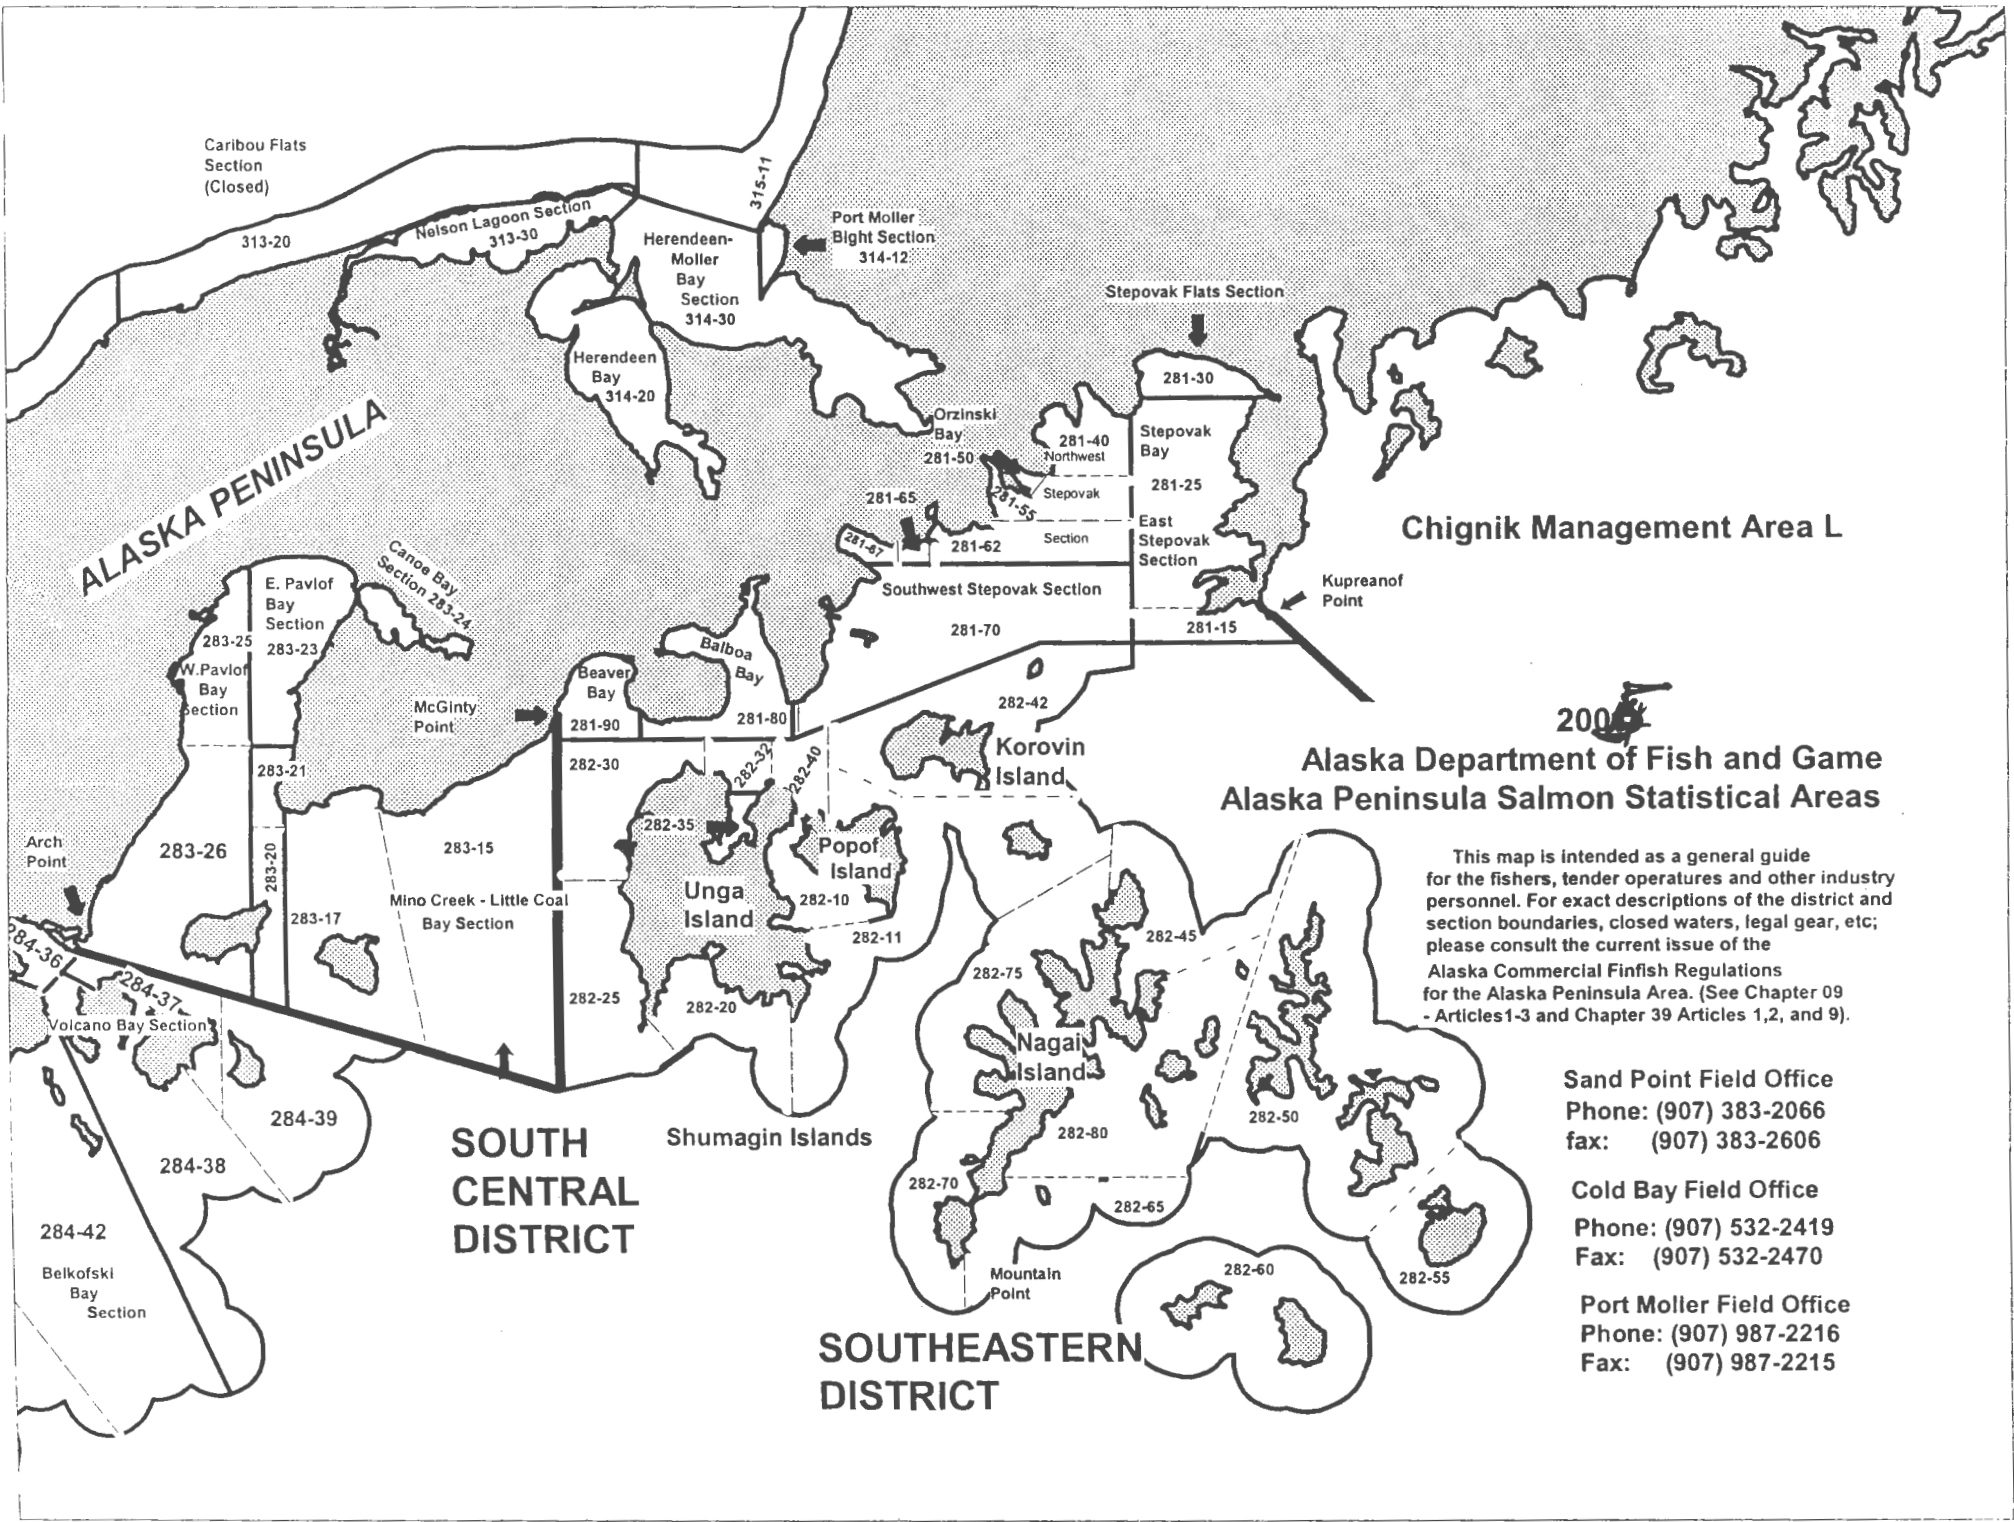 Caribou Flats
Section
(Closed)
313-20
Nelson Lagoon Section
313-30
315-11
Port Moller
Bight Section
314-12
Herendeen-
Moller
Bay
Section
314-30
Herendeen
Bay
314-20
Stepovak Flats Section
281-30
ALASKA PENINSULA
Orzinski
Bay
281-50
281-40
Northwest
Stepovak
Section
Stepovak
Bay
281-25
East
Stepovak
Section
281-55
281-65
281-67
281-62
Southwest Stepovak Section
281-70
281-15
Chignik Management Area L
Kupreanof
Point
Canoe Bay
Section 283-24
E. Pavlof
Bay
Section
283-23
283-25
W.Pavlof
Bay
Section
McGinty
Point
Beaver
Bay
281-90
Balboa
Bay
281-80
282-42
Korovin
Island
283-21
282-30
282-32
282-40
200
Alaska Department of Fish and Game
Alaska Peninsula Salmon Statistical Areas
This map is intended as a general guide
for the fishers, tender operatures and other industry
personnel. For exact descriptions of the district and
section boundaries, closed waters, legal gear, etc;
please consult the current issue of the
Alaska Commercial Finfish Regulations
for the Alaska Peninsula Area. (See Chapter 09
- Articles1-3 and Chapter 39 Articles 1,2, and 9).
Arch
Point
283-26
283-20
283-15
Mino Creek - Little Coal
Bay Section
283-17
282-35
Popof
Island
Unga
Island
282-10
282-11
282-25
282-20
282-45
282-75
Nagai
Island
284-36
284-37
Volcano Bay Section
284-39
284-38
284-42
Belkofski
Bay
Section
SOUTH
CENTRAL
DISTRICT
Shumagin Islands
282-80
282-50
282-70
282-65
Mountain
Point
282-60
282-55
SOUTHEASTERN
DISTRICT
Sand Point Field Office
Phone: (907) 383-2066
fax: (907) 383-2606
Cold Bay Field Office
Phone: (907) 532-2419
Fax: (907) 532-2470
Port Moller Field Office
Phone: (907) 987-2216
Fax: (907) 987-2215